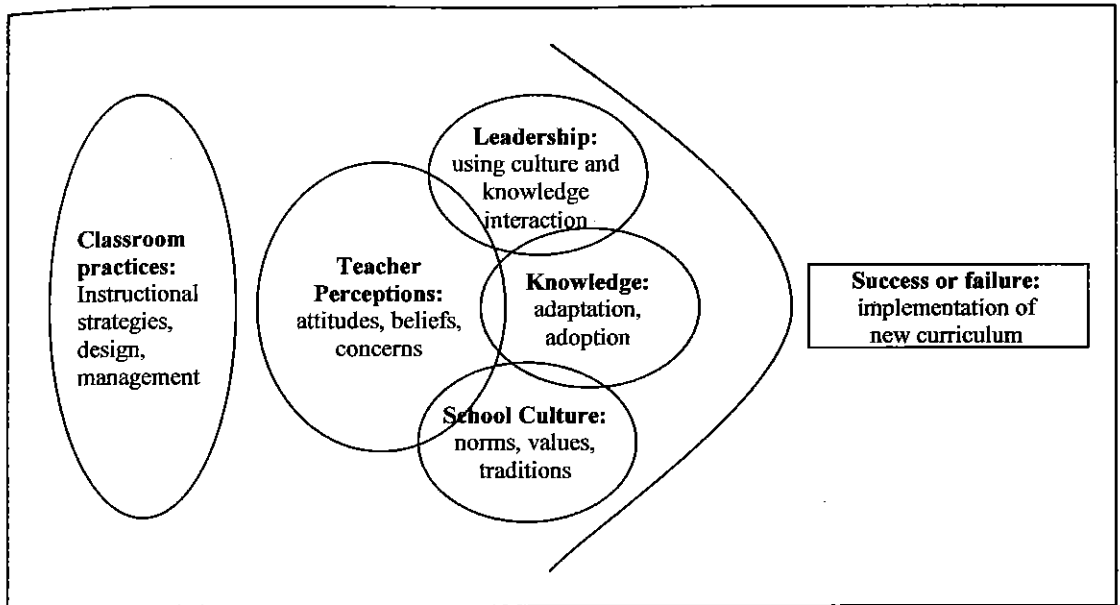 Classroom
practices:
Instructional
strategies,
design,
management
Teacher
Perceptions:
attitudes, beliefs,
concerns
Leadership:
using culture and
knowledge
interaction
Knowledge:
adaptation,
adoption
School Culture:
norms, values,
traditions
Success or failure:
implementation of
new curriculum